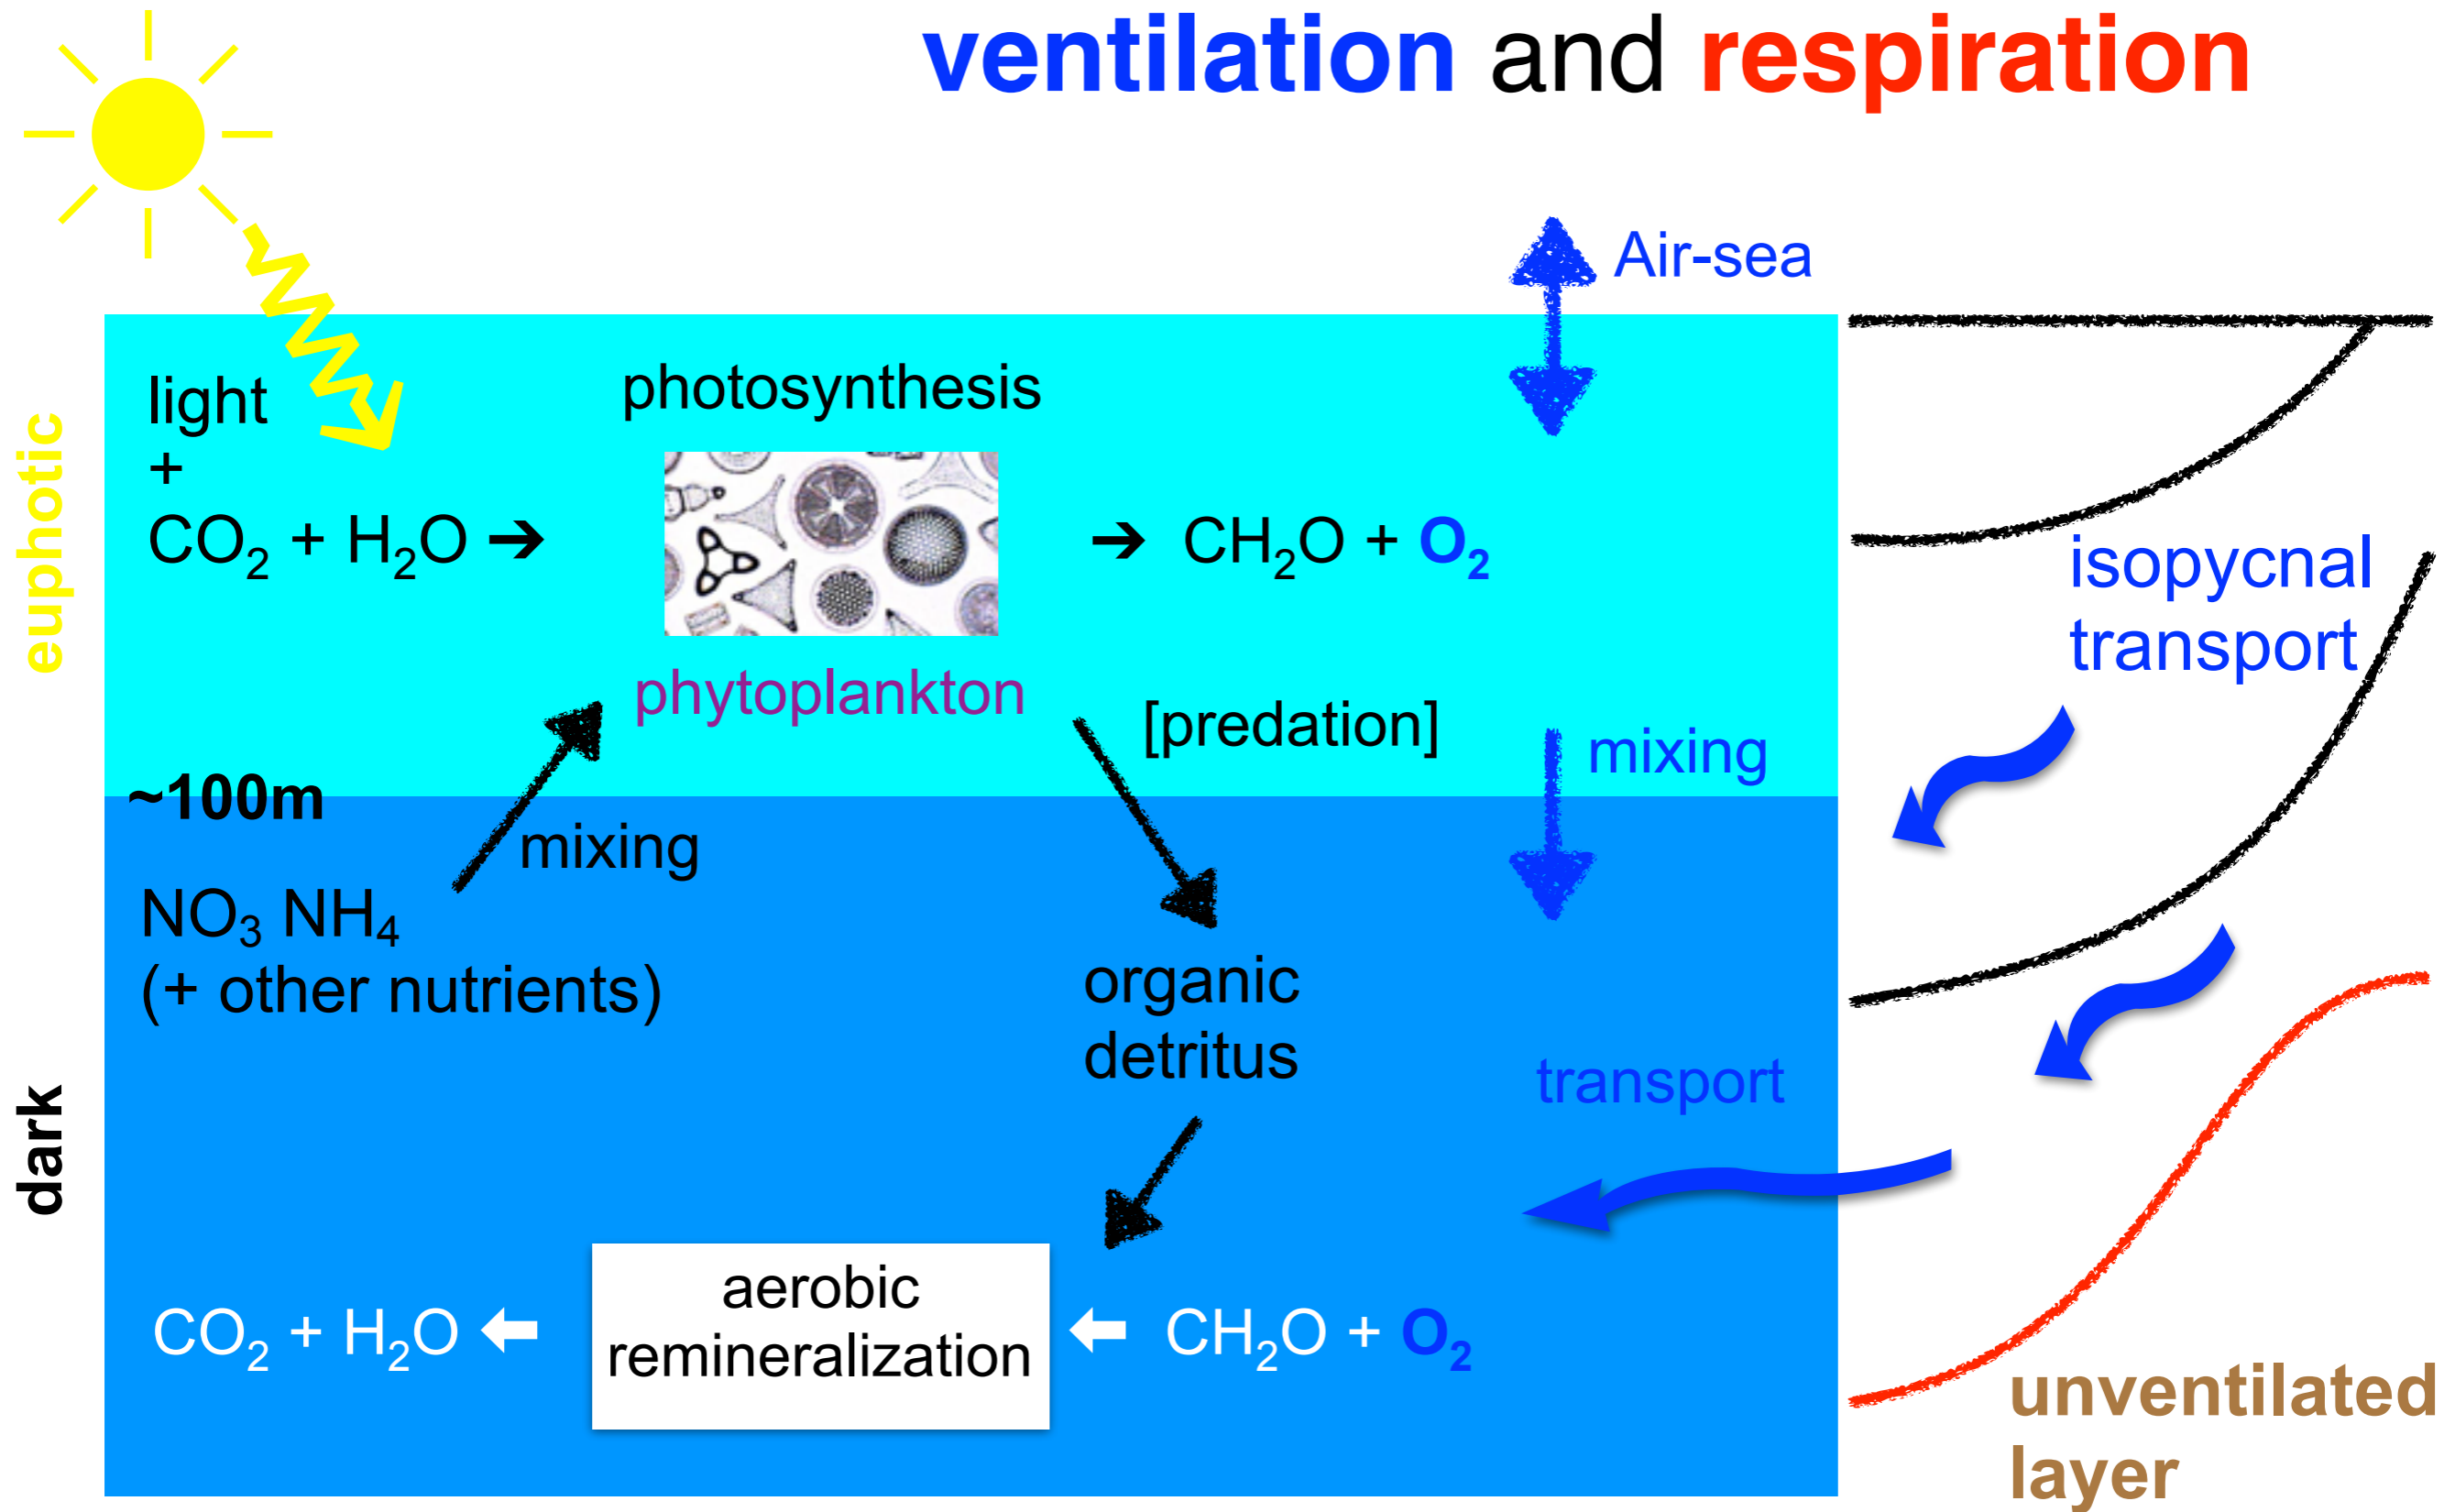 ventilation and respiration
Air-sea
light
+
CO₂ + H₂O ➔
photosynthesis
➔ CH₂O + O₂
euphotic
phytoplankton
[predation]
isopycnal
transport
mixing
~100m
mixing
NO₃ NH₄
(+ other nutrients)
organic
detritus
transport
dark
CO₂ + H₂O ⬅
aerobic
remineralization
⬅ CH₂O + O₂
unventilated
layer